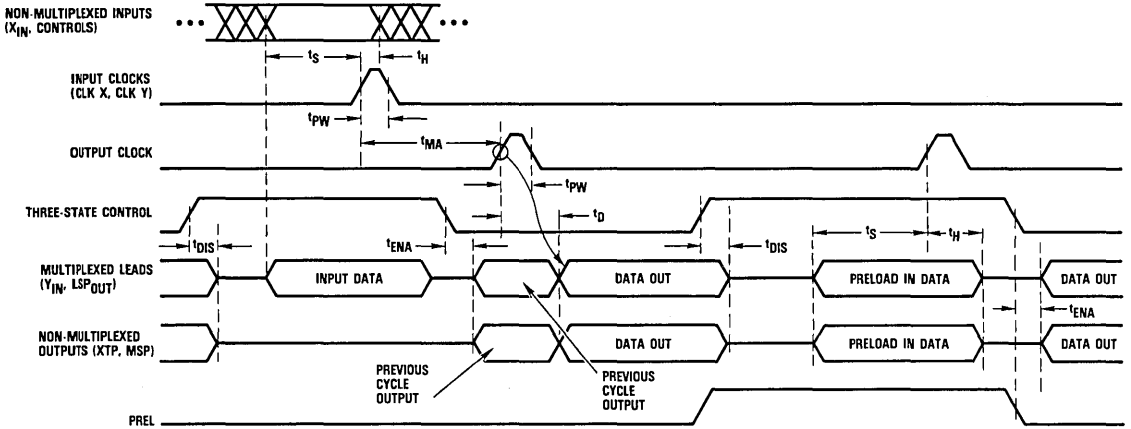 NON-MULTIPLEXED INPUTS
(XIN, CONTROLS)
tS
tH
INPUT CLOCKS
(CLK X, CLK Y)
tPW
tMA
OUTPUT CLOCK
tPW
THREE-STATE CONTROL
tD
tDIS
tENA
tDIS
tS
tH
MULTIPLEXED LEADS
(YIN, LSPOUT)
INPUT DATA
DATA OUT
PRELOAD IN DATA
DATA OUT
tENA
NON-MULTIPLEXED
OUTPUTS (XTP, MSP)
DATA OUT
PRELOAD IN DATA
DATA OUT
PREVIOUS
CYCLE
OUTPUT
PREVIOUS
CYCLE
OUTPUT
PREL